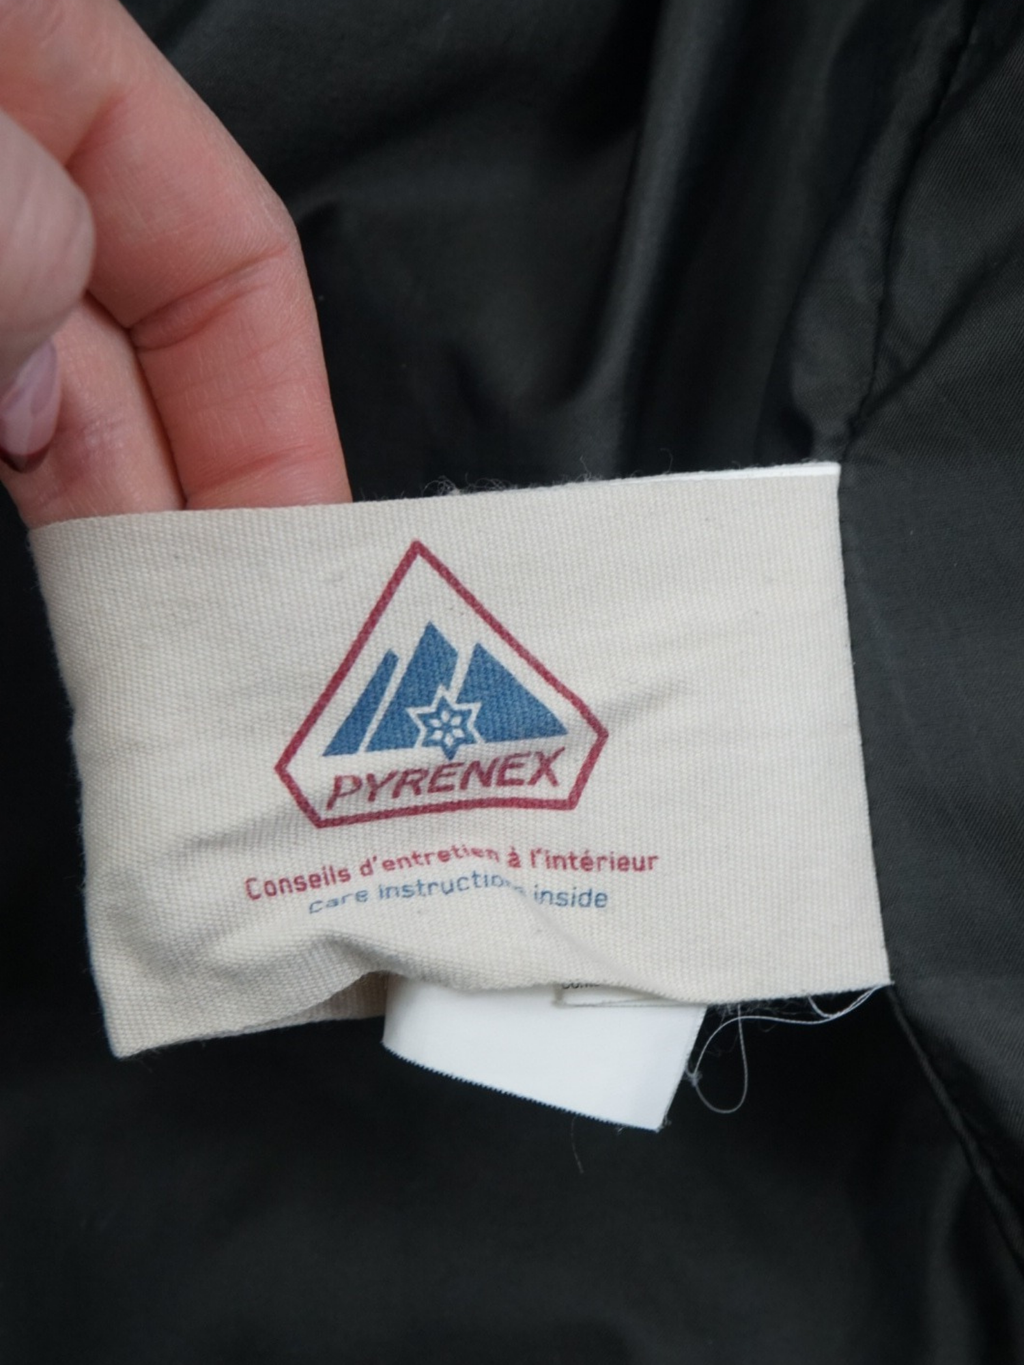 PYRENEX
Conseils d'entretien à l'intérieur
care instructions inside